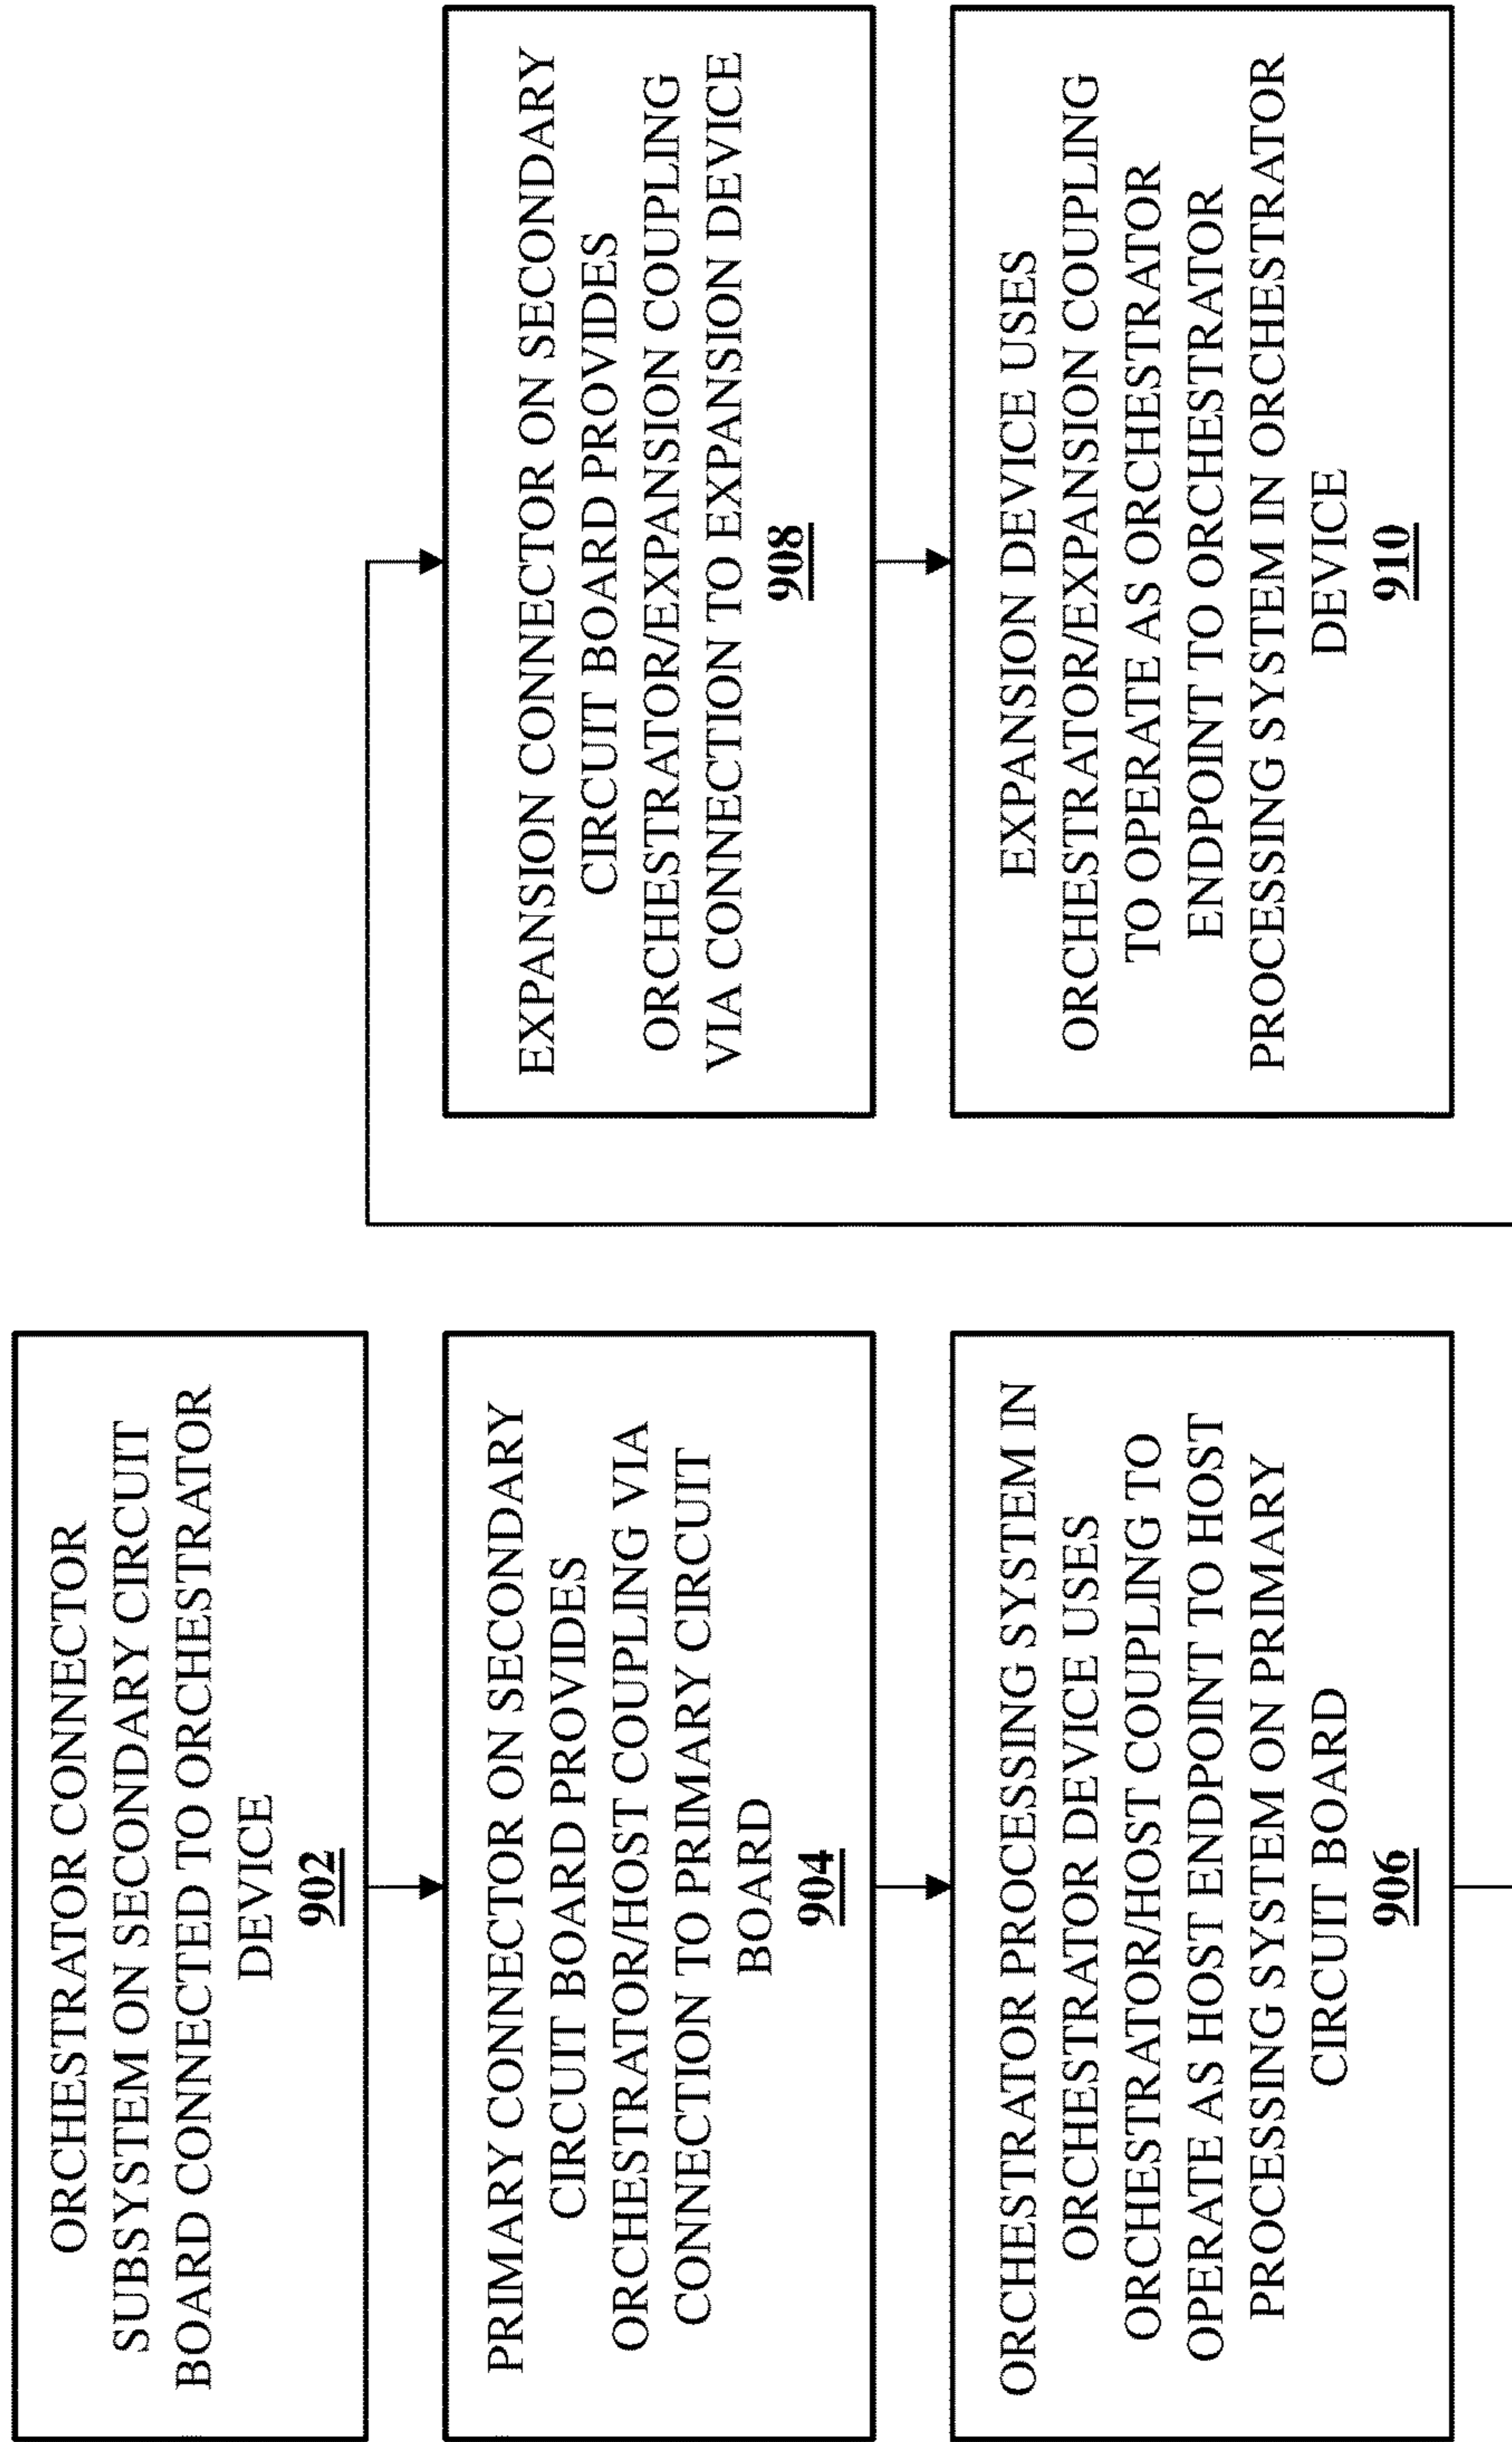 ORCHESTRATOR CONNECTOR
SUBSYSTEM ON SECONDARY CIRCUIT
BOARD CONNECTED TO ORCHESTRATOR
DEVICE
902
PRIMARY CONNECTOR ON SECONDARY
CIRCUIT BOARD PROVIDES
ORCHESTRATOR/HOST COUPLING VIA
CONNECTION TO PRIMARY CIRCUIT
BOARD
904
ORCHESTRATOR PROCESSING SYSTEM IN
ORCHESTRATOR DEVICE USES
ORCHESTRATOR/HOST COUPLING TO
OPERATE AS HOST ENDPOINT TO HOST
PROCESSING SYSTEM ON PRIMARY
CIRCUIT BOARD
906
EXPANSION CONNECTOR ON SECONDARY
CIRCUIT BOARD PROVIDES
ORCHESTRATOR/EXPANSION COUPLING
VIA CONNECTION TO EXPANSION DEVICE
908
EXPANSION DEVICE USES
ORCHESTRATOR/EXPANSION COUPLING
TO OPERATE AS ORCHESTRATOR
ENDPOINT TO ORCHESTRATOR
PROCESSING SYSTEM IN ORCHESTRATOR
DEVICE
910